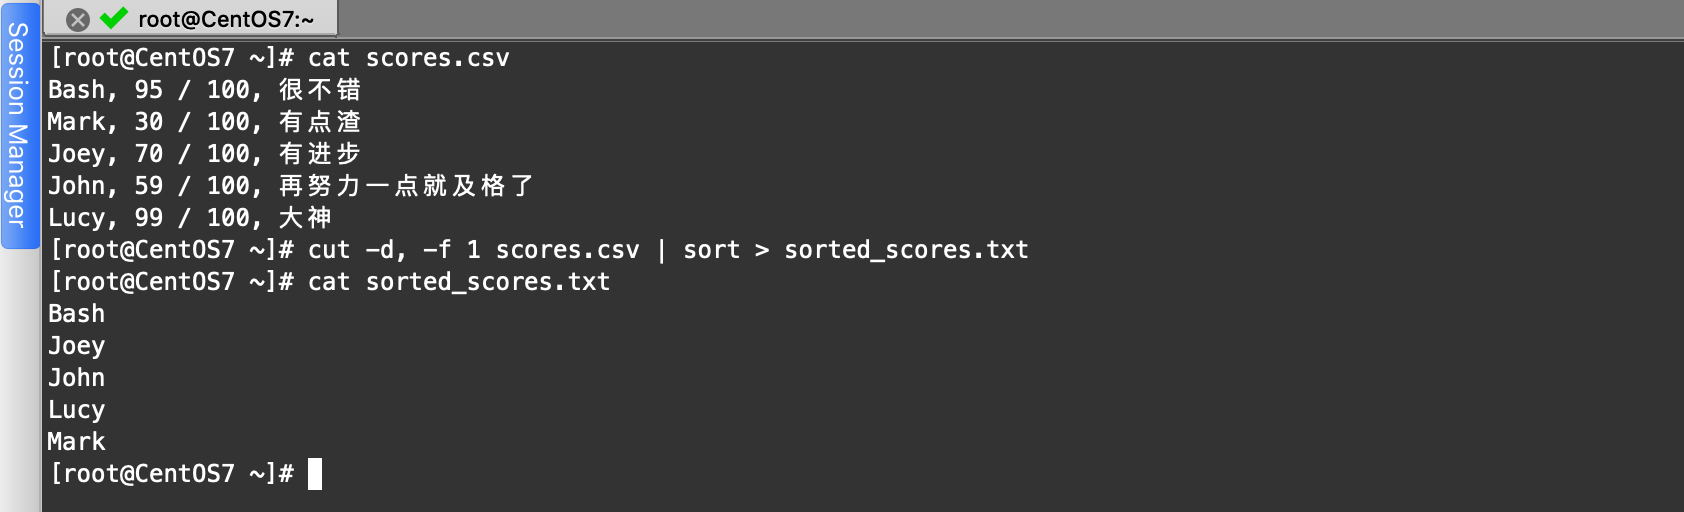 Session Manager
root@CentOS7:~
[root@CentOS7 ~]# cat scores.csv
Bash, 95 / 100, 很不错
Mark, 30 / 100, 有点渣
Joey, 70 / 100, 有进步
John, 59 / 100, 再努力一点就及格了
Lucy, 99 / 100, 大神
[root@CentOS7 ~]# cut -d, -f 1 scores.csv | sort > sorted_scores.txt
[root@CentOS7 ~]# cat sorted_scores.txt
Bash
Joey
John
Lucy
Mark
[root@CentOS7 ~]#